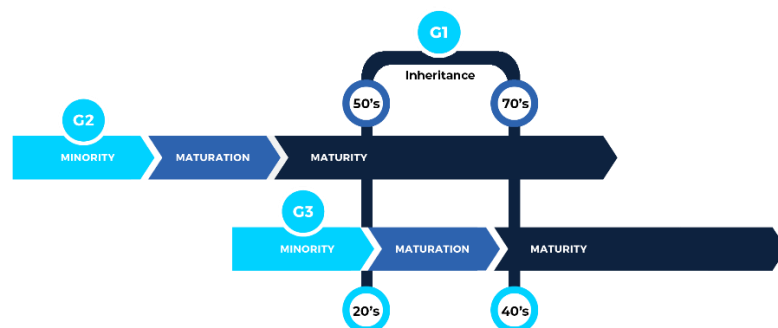 G1
Inheritance
50's
70's
G2
MINORITY
MATURATION
MATURITY
G3
MINORITY
MATURATION
MATURITY
20's
40's